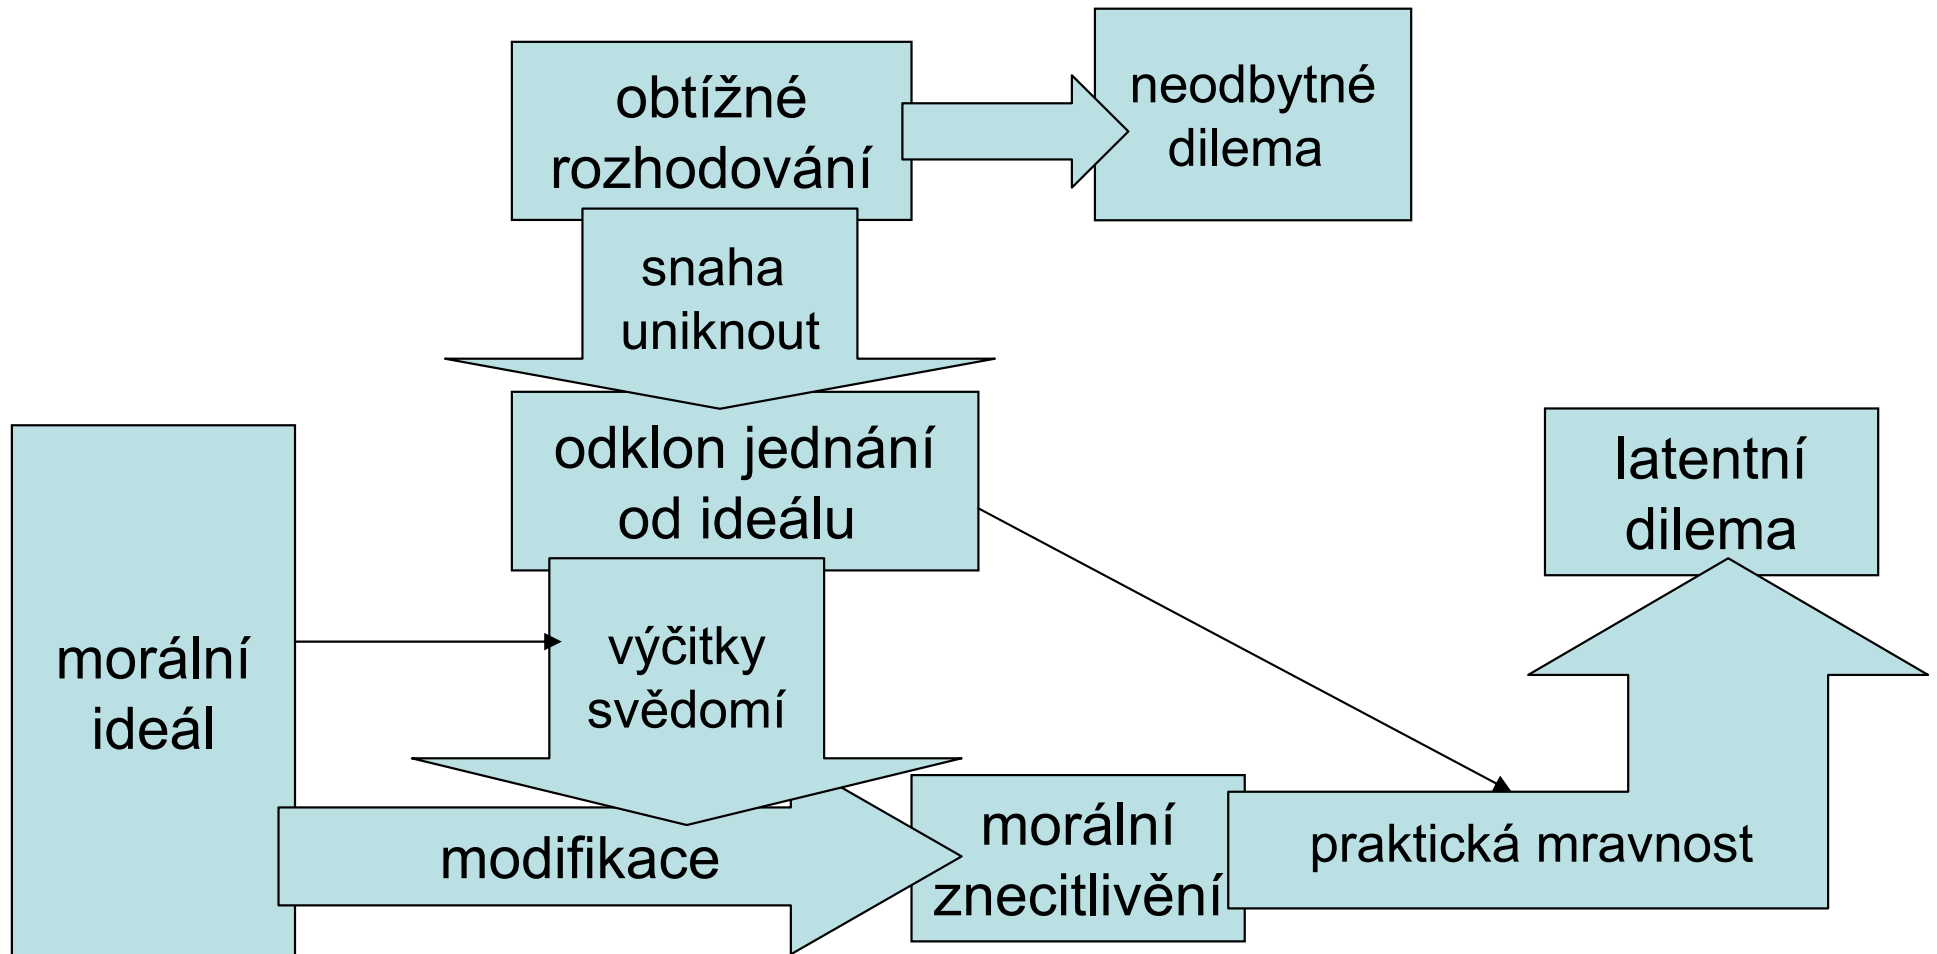 obtížné
rozhodování
neodbytné
dilema
snaha
uniknout
odklon jednání
od ideálu
latentní
dilema
morální
ideál
výčitky
svědomí
modifikace
morální
znecitlivění
praktická mravnost